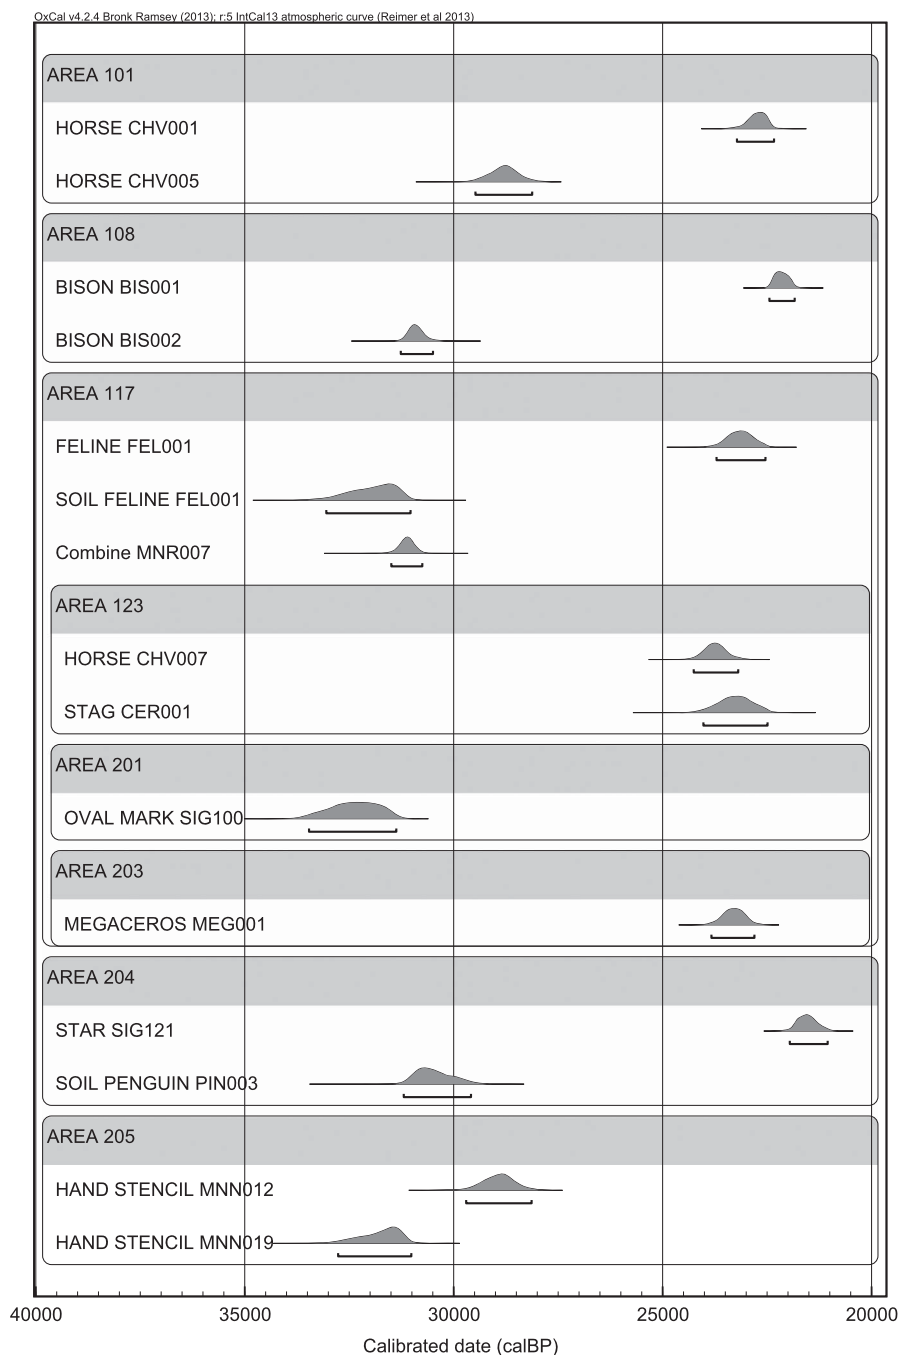 OxCal v4.2.4 Bronk Ramsey (2013); r:5 IntCal13 atmospheric curve (Reimer et al 2013)
AREA 101
HORSE CHV001
HORSE CHV005
AREA 108
BISON BIS001
BISON BIS002
AREA 117
FELINE FEL001
SOIL FELINE FEL001
Combine MNR007
AREA 123
HORSE CHV007
STAG CER001
AREA 201
OVAL MARK SIG100
AREA 203
MEGACEROS MEG001
AREA 204
STAR SIG121
SOIL PENGUIN PIN003
AREA 205
HAND STENCIL MNN012
HAND STENCIL MNN019
40000 35000 30000 25000 20000
Calibrated date (calBP)